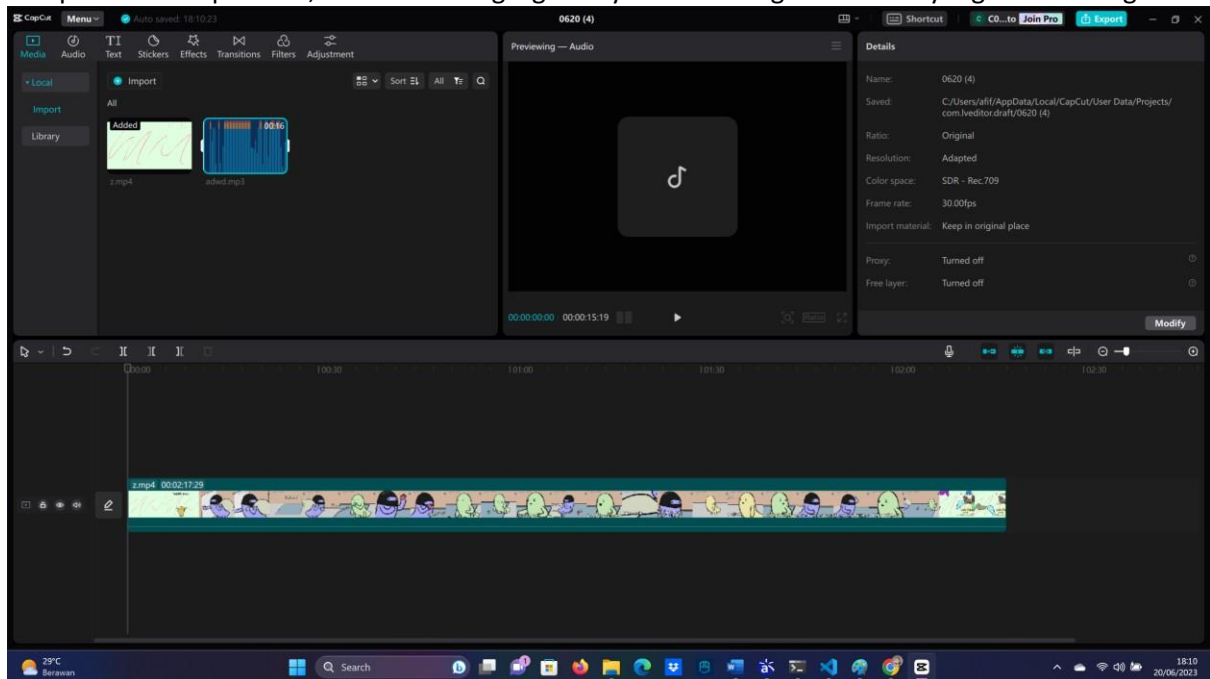 CapCut Menu Auto saved: 18:10:23 0620 (4) Shortcut C0...to Join Pro Export
Media Audio Text Stickers Effects Transitions Filters Adjustment
Local
Import
Library
Import Sort All
All
Added 00:16
z.mp4 adwd.mp3
Previewing — Audio
00:00:00:00 00:00:15:19 Ratio
Details
Name: 0620 (4)
Saved: C:/Users/afif/AppData/Local/CapCut/User Data/Projects/
com.lveditor.draft/0620 (4)
Ratio: Original
Resolution: Adapted
Color space: SDR - Rec.709
Frame rate: 30.00fps
Import material: Keep in original place
Proxy: Turned off
Free layer: Turned off
Modify
00:00 00:30 01:00 01:30 02:00 02:30
z.mp4 00:02:17:29
29°C
Berawan
Search
18:10
20/06/2023